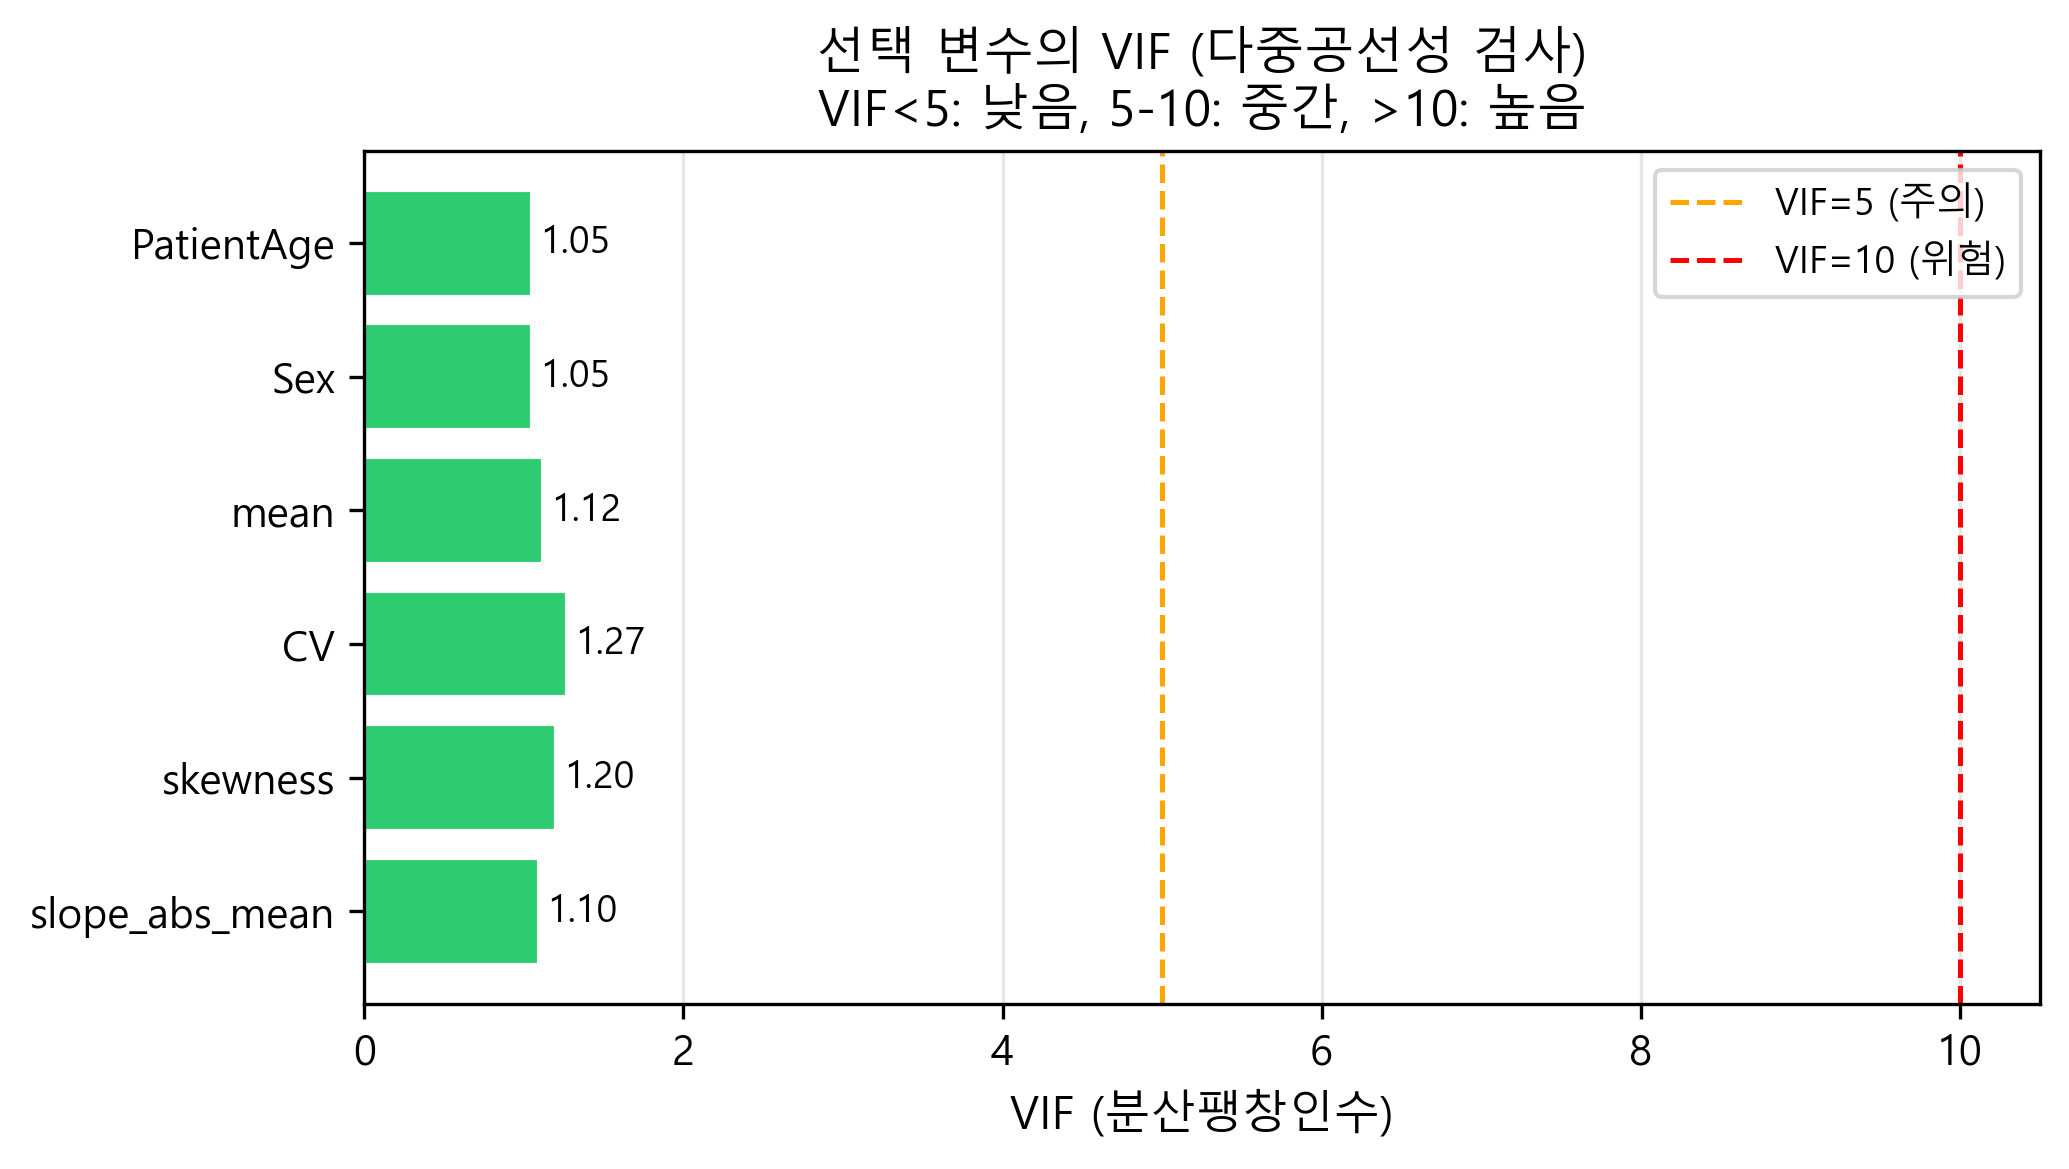 선택 변수의 VIF (다중공선성 검사)
VIF<5: 낮음, 5-10: 중간, >10: 높음
VIF=5 (주의)
VIF=10 (위험)
PatientAge
1.05
Sex
1.05
mean
1.12
CV
1.27
skewness
1.20
slope_abs_mean
1.10
0 2 4 6 8 10
VIF (분산팽창인수)